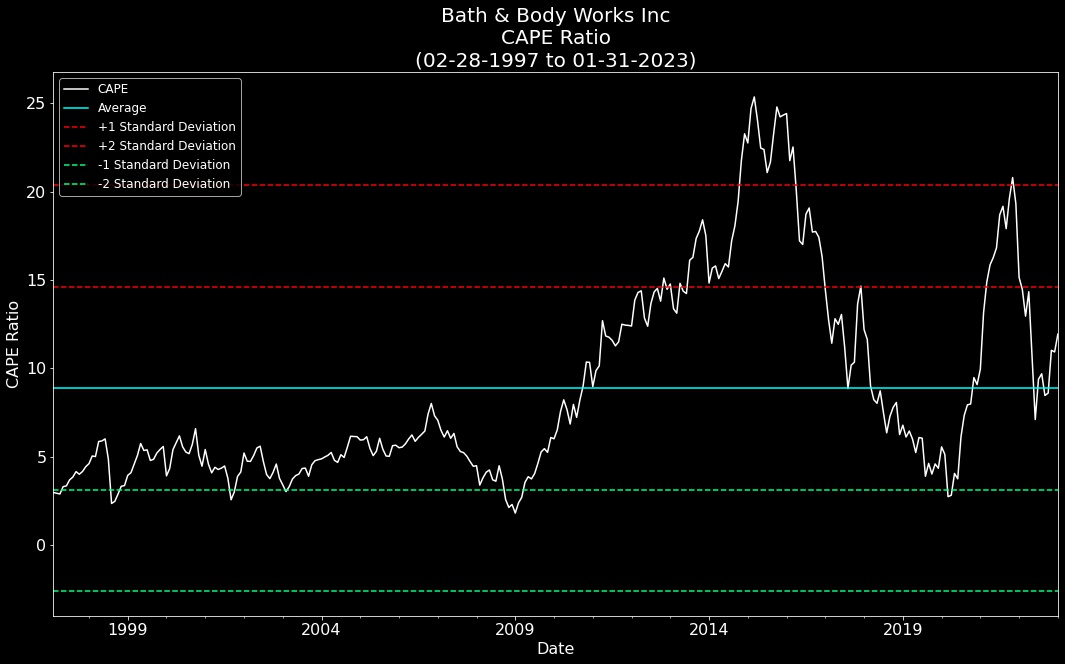 Bath & Body Works Inc
CAPE Ratio
(02-28-1997 to 01-31-2023)
CAPE
Average
+1 Standard Deviation
+2 Standard Deviation
-1 Standard Deviation
-2 Standard Deviation
25
20
15
10
5
0
CAPE Ratio
1999
2004
2009
2014
2019
Date